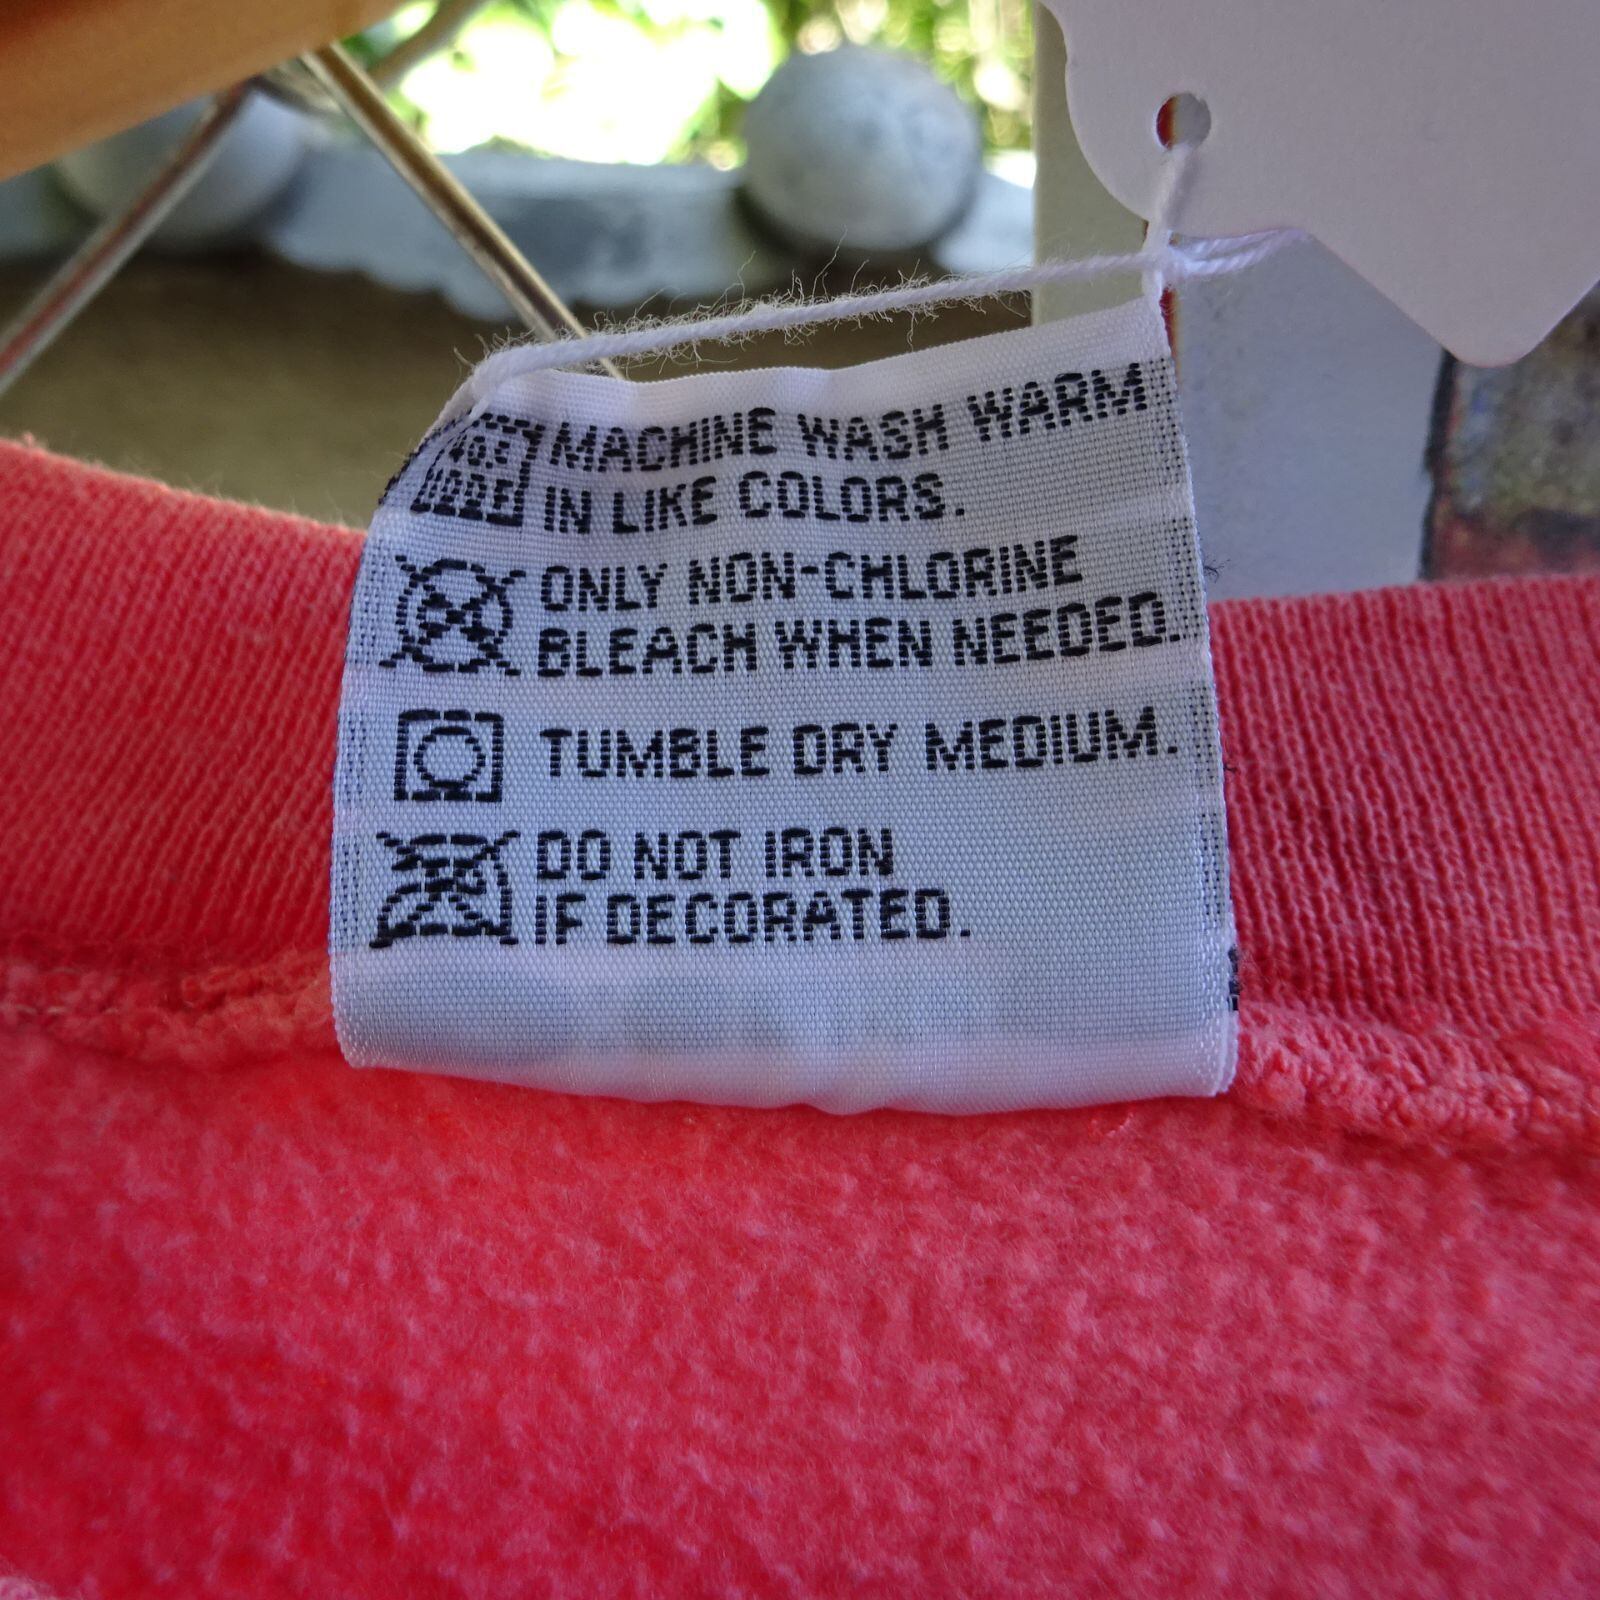 MACHINE WASH WARM
IN LIKE COLORS.
ONLY NON-CHLORINE
BLEACH WHEN NEEDED.
TUMBLE DRY MEDIUM.
DO NOT IRON
IF DECORATED.